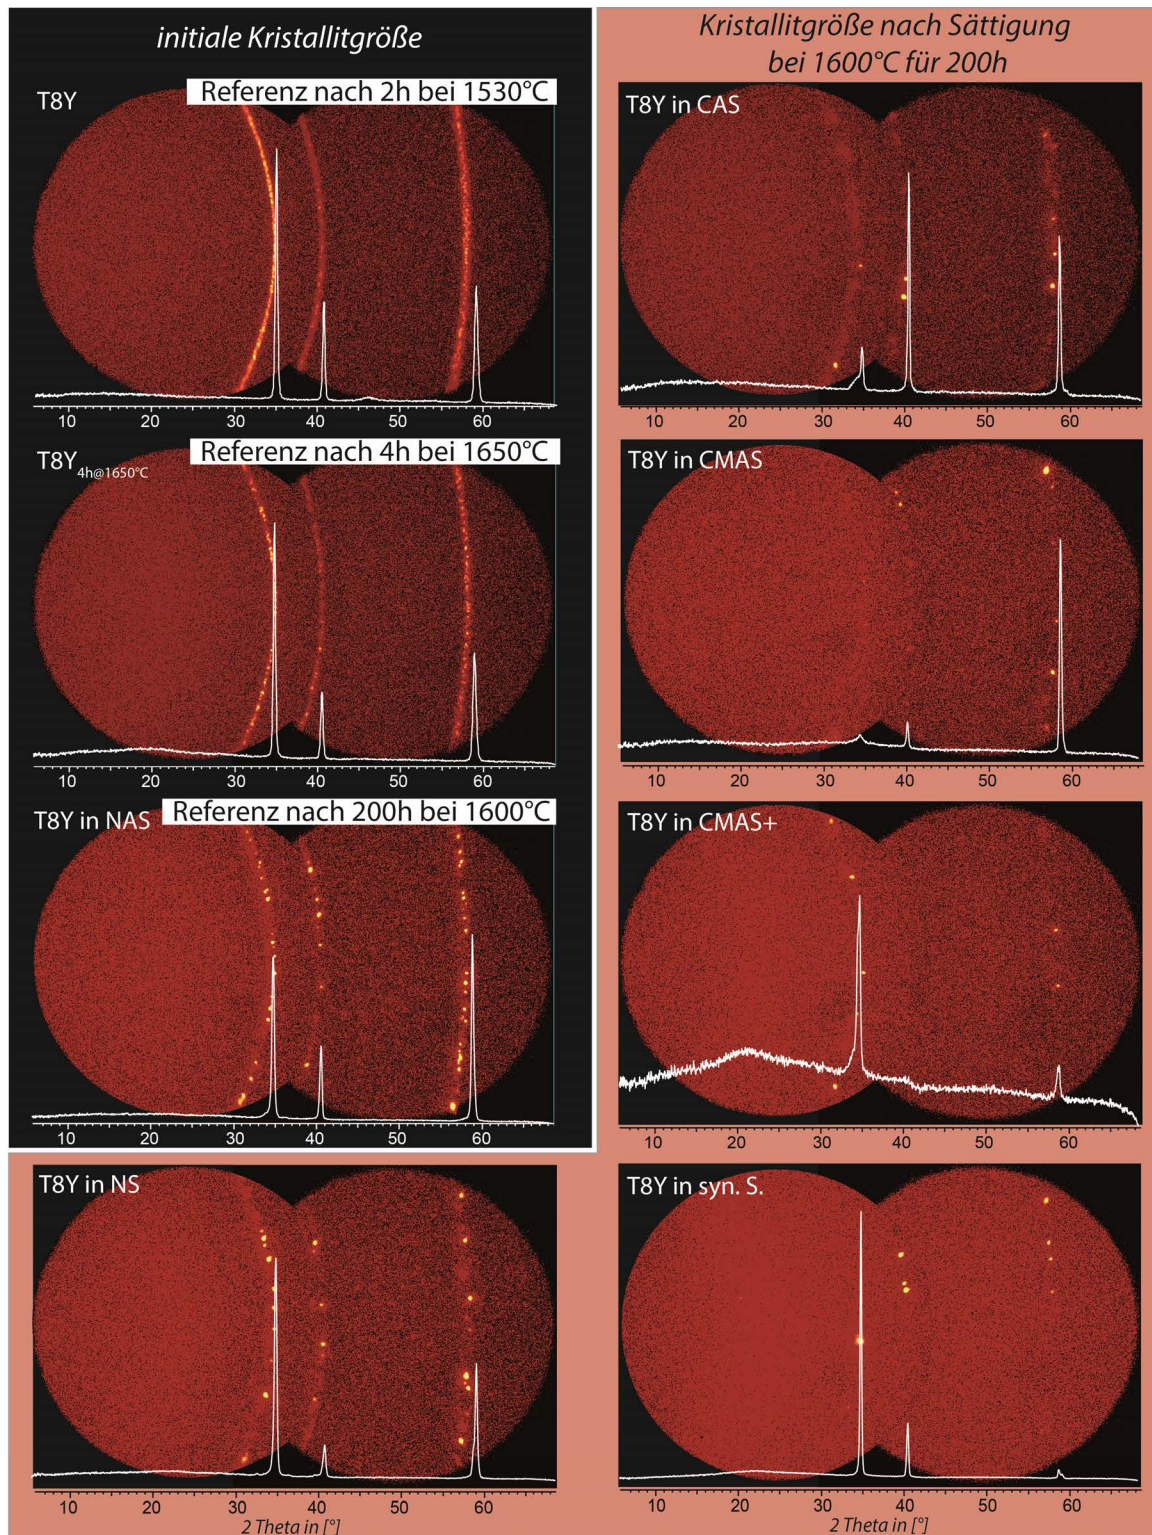 initiale Kristallitgröße
T8Y
Referenz nach 2h bei 1530°C
10 20 30 40 50 60
T8Y4h@1650°C
Referenz nach 4h bei 1650°C
10 20 30 40 50 60
T8Y in NAS
Referenz nach 200h bei 1600°C
10 20 30 40 50 60
T8Y in NS
10 20 30 40 50 60
2 Theta in [°]
Kristallitgröße nach Sättigung
bei 1600°C für 200h
T8Y in CAS
10 20 30 40 50 60
T8Y in CMAS
10 20 30 40 50 60
T8Y in CMAS+
10 20 30 40 50 60
T8Y in syn. S.
10 20 30 40 50 60
2 Theta in [°]